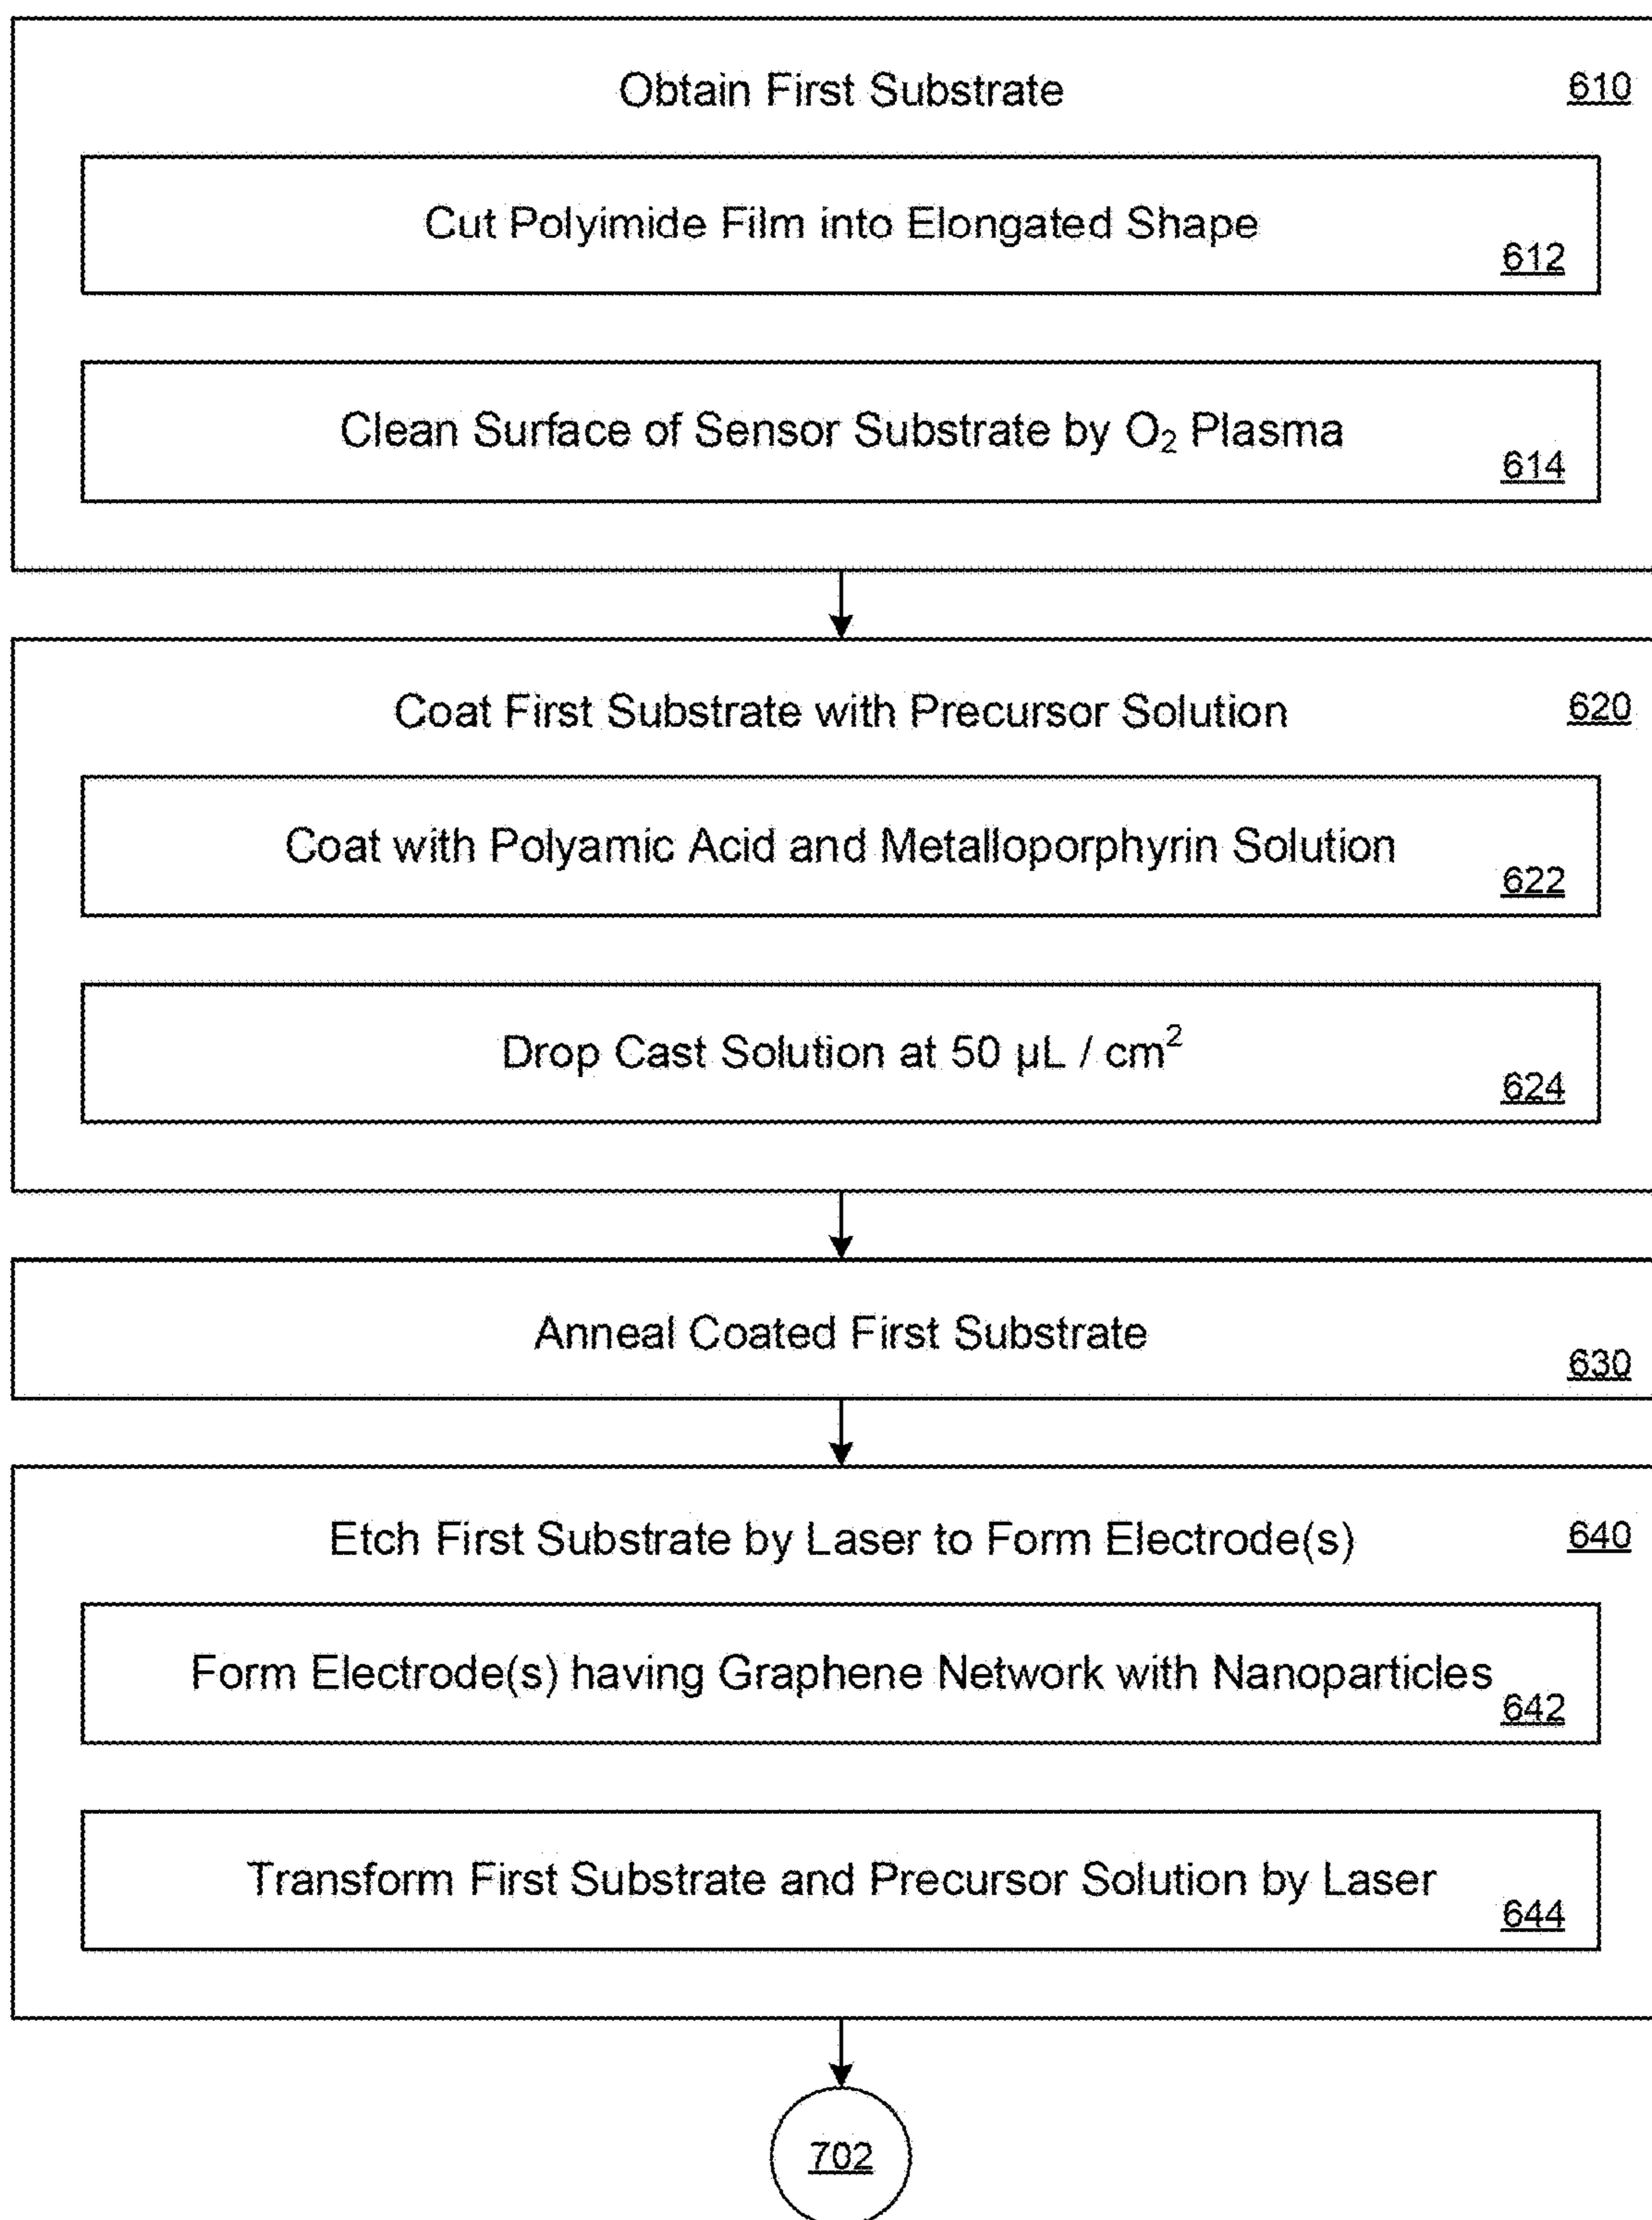 Obtain First Substrate 610
Cut Polyimide Film into Elongated Shape
612
Clean Surface of Sensor Substrate by O₂ Plasma
614
Coat First Substrate with Precursor Solution 620
Coat with Polyamic Acid and Metalloporphyrin Solution
622
Drop Cast Solution at 50 µL / cm²
624
Anneal Coated First Substrate
630
Etch First Substrate by Laser to Form Electrode(s) 640
Form Electrode(s) having Graphene Network with Nanoparticles
642
Transform First Substrate and Precursor Solution by Laser
644
702